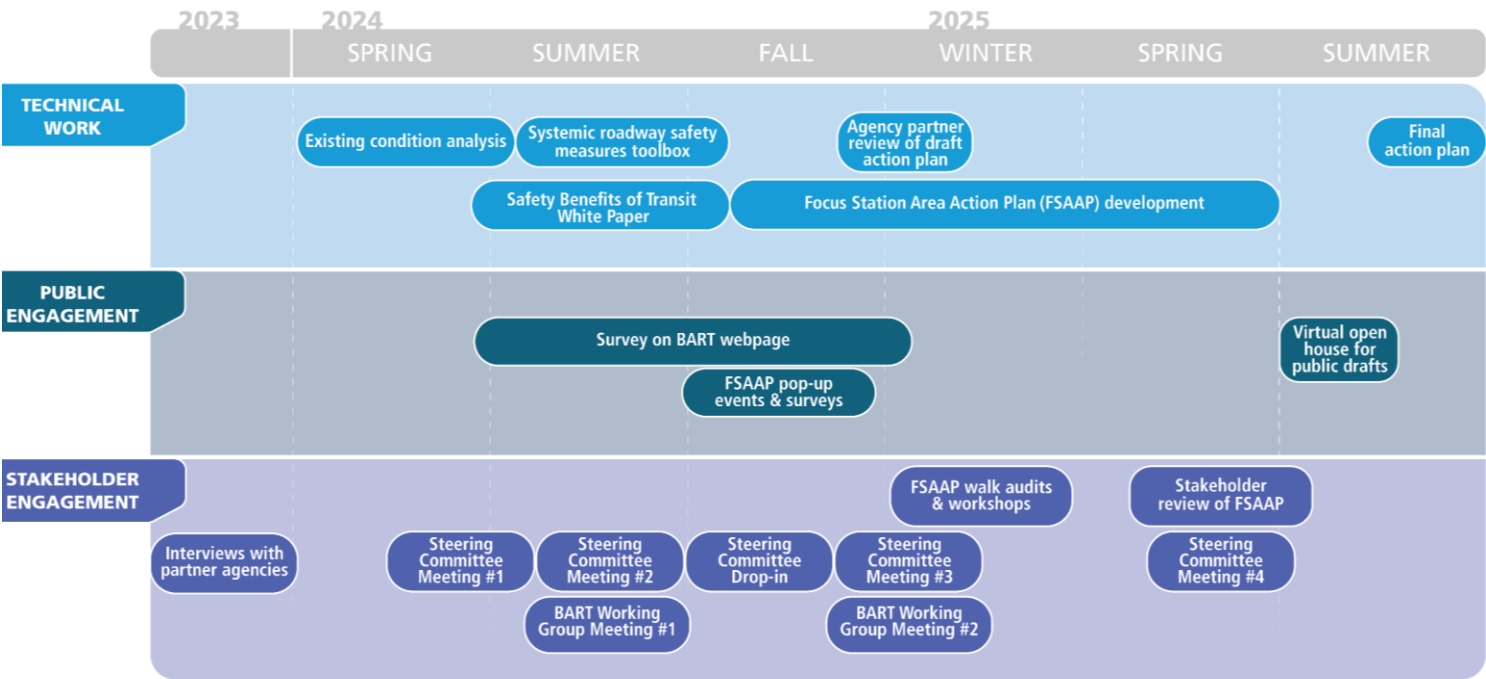 2023 2024 2025
SPRING SUMMER FALL WINTER SPRING SUMMER
TECHNICAL
WORK
Existing condition analysis
Systemic roadway safety
measures toolbox
Agency partner
review of draft
action plan
Final
action plan
Safety Benefits of Transit
White Paper
Focus Station Area Action Plan (FSAAP) development
PUBLIC
ENGAGEMENT
Survey on BART webpage
FSAAP pop-up
events & surveys
Virtual open
house for
public drafts
STAKEHOLDER
ENGAGEMENT
FSAAP walk audits
& workshops
Stakeholder
review of FSAAP
Interviews with
partner agencies
Steering
Committee
Meeting #1
Steering
Committee
Meeting #2
Steering
Committee
Drop-in
Steering
Committee
Meeting #3
Steering
Committee
Meeting #4
BART Working
Group Meeting #1
BART Working
Group Meeting #2